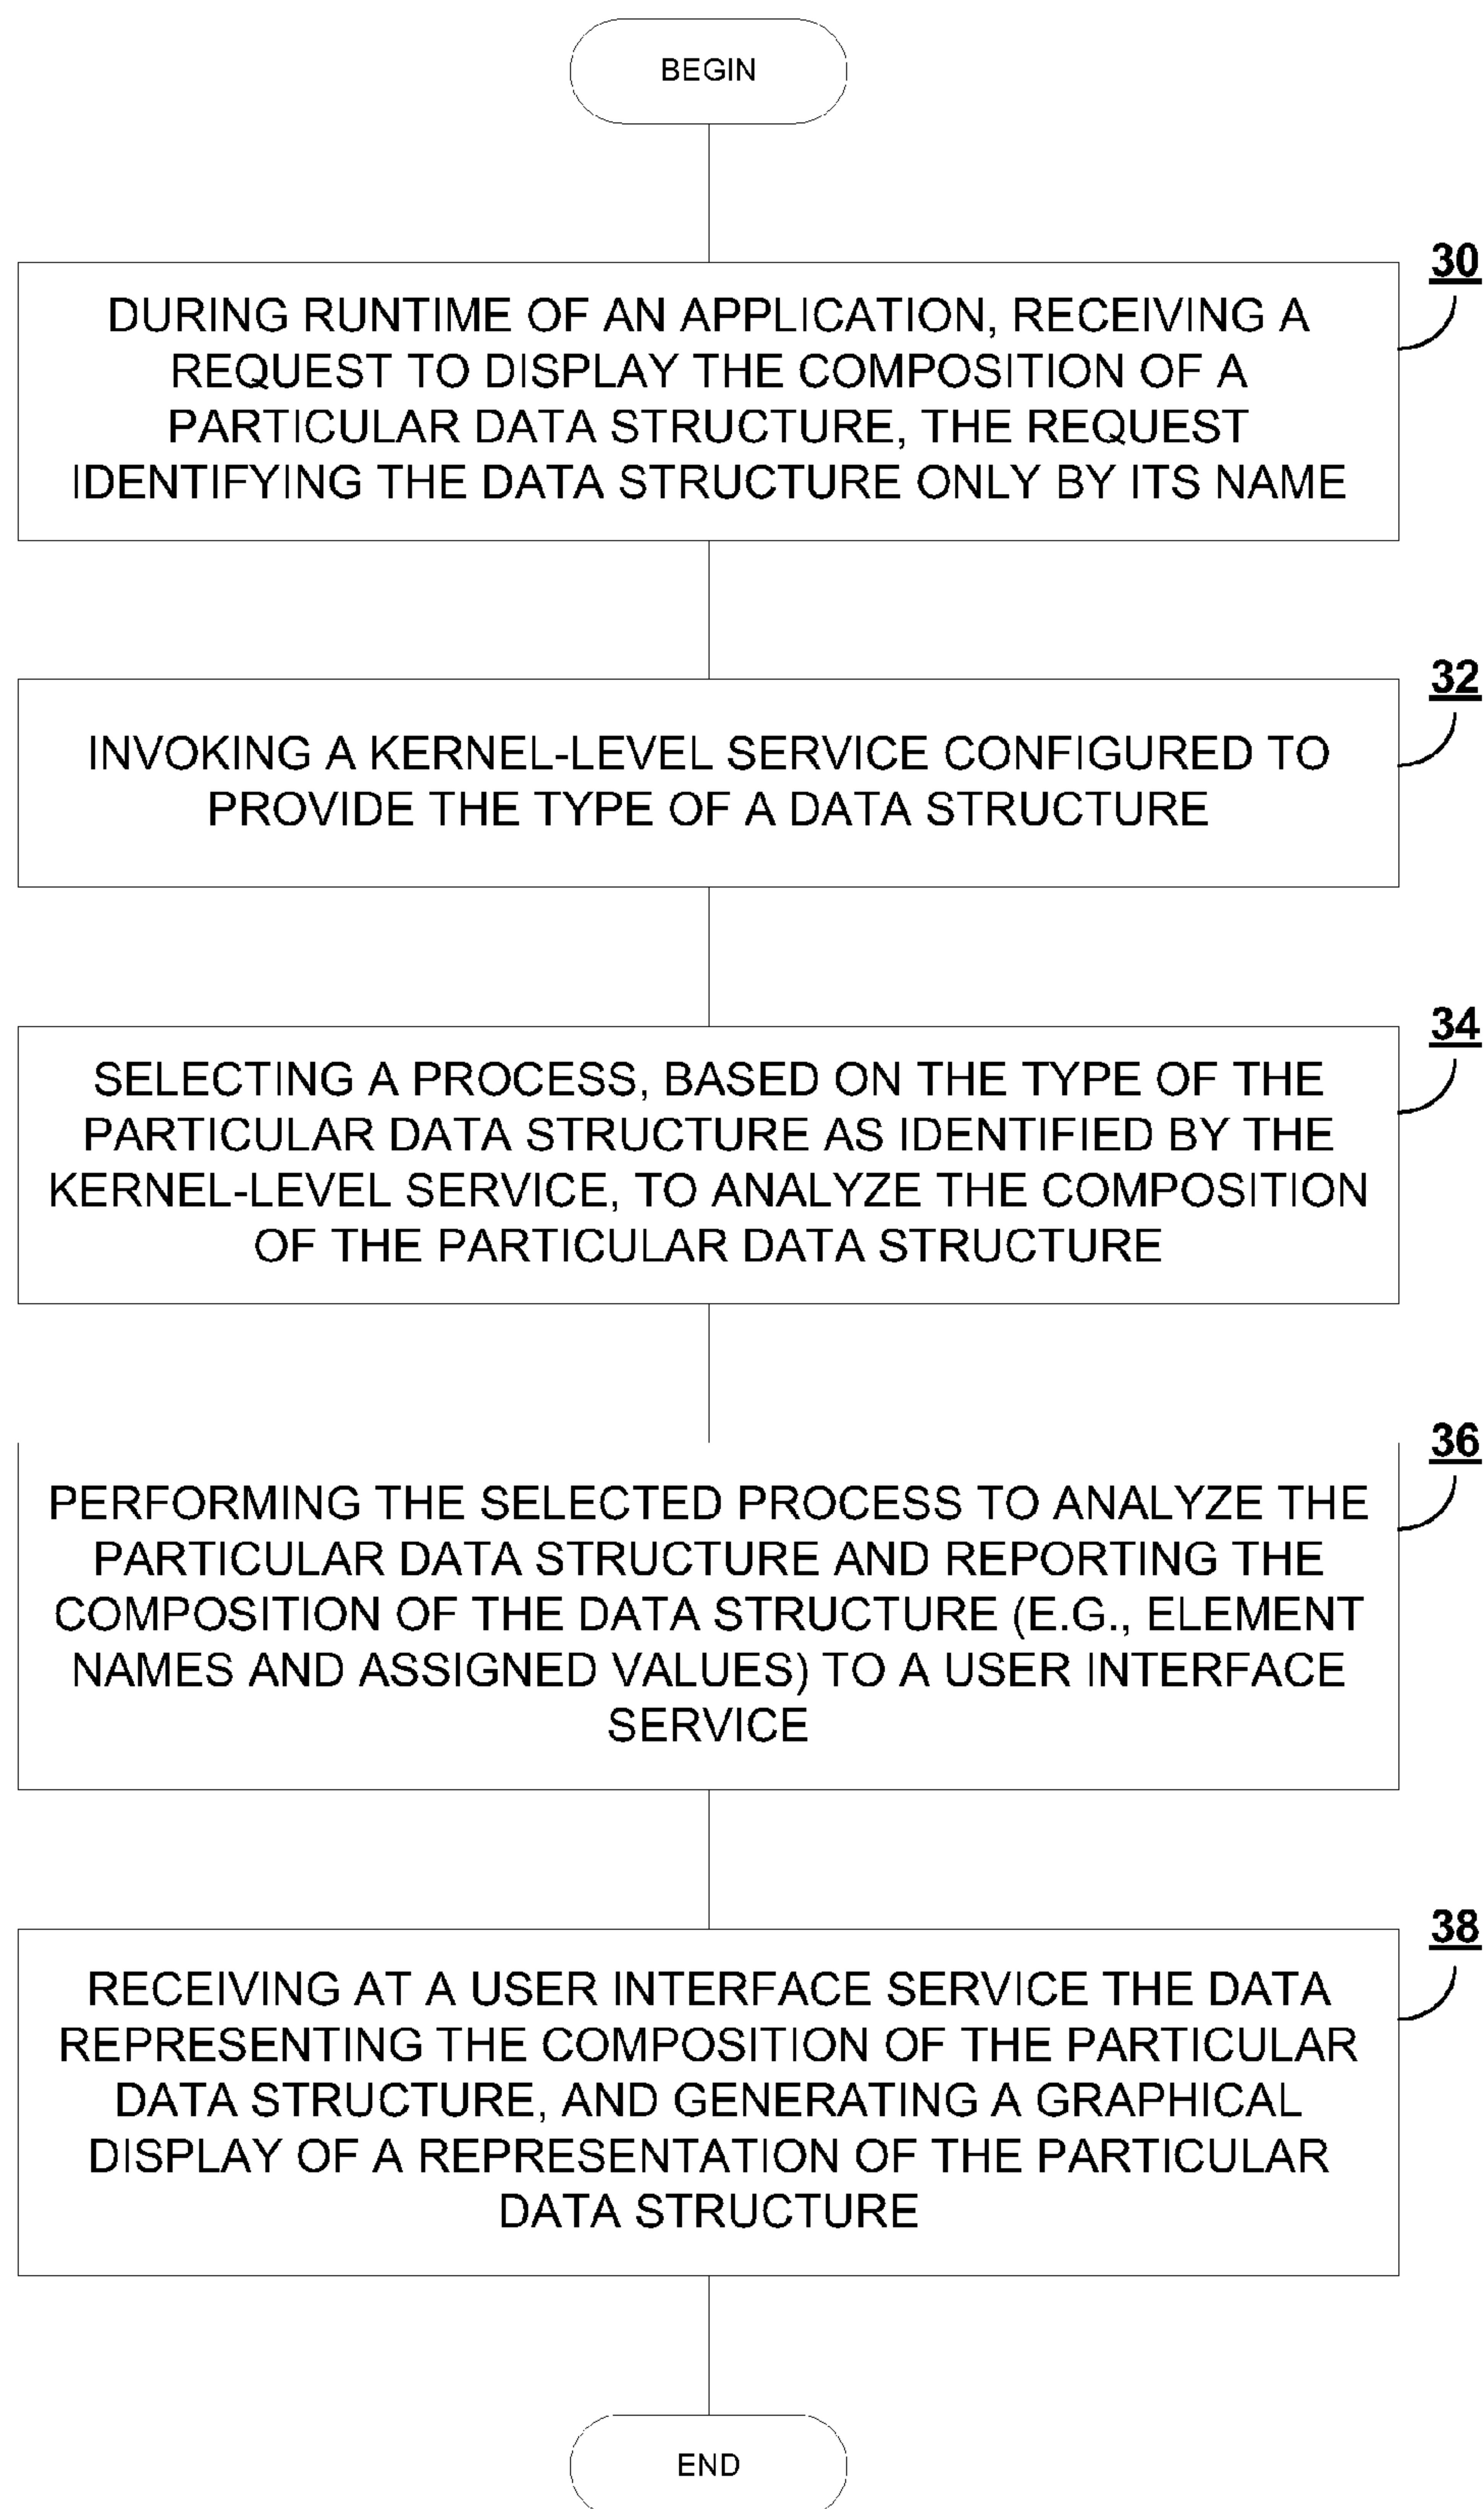 BEGIN
30
DURING RUNTIME OF AN APPLICATION, RECEIVING A
REQUEST TO DISPLAY THE COMPOSITION OF A
PARTICULAR DATA STRUCTURE, THE REQUEST
IDENTIFYING THE DATA STRUCTURE ONLY BY ITS NAME
32
INVOKING A KERNEL-LEVEL SERVICE CONFIGURED TO
PROVIDE THE TYPE OF A DATA STRUCTURE
34
SELECTING A PROCESS, BASED ON THE TYPE OF THE
PARTICULAR DATA STRUCTURE AS IDENTIFIED BY THE
KERNEL-LEVEL SERVICE, TO ANALYZE THE COMPOSITION
OF THE PARTICULAR DATA STRUCTURE
36
PERFORMING THE SELECTED PROCESS TO ANALYZE THE
PARTICULAR DATA STRUCTURE AND REPORTING THE
COMPOSITION OF THE DATA STRUCTURE (E.G., ELEMENT
NAMES AND ASSIGNED VALUES) TO A USER INTERFACE
SERVICE
38
RECEIVING AT A USER INTERFACE SERVICE THE DATA
REPRESENTING THE COMPOSITION OF THE PARTICULAR
DATA STRUCTURE, AND GENERATING A GRAPHICAL
DISPLAY OF A REPRESENTATION OF THE PARTICULAR
DATA STRUCTURE
END